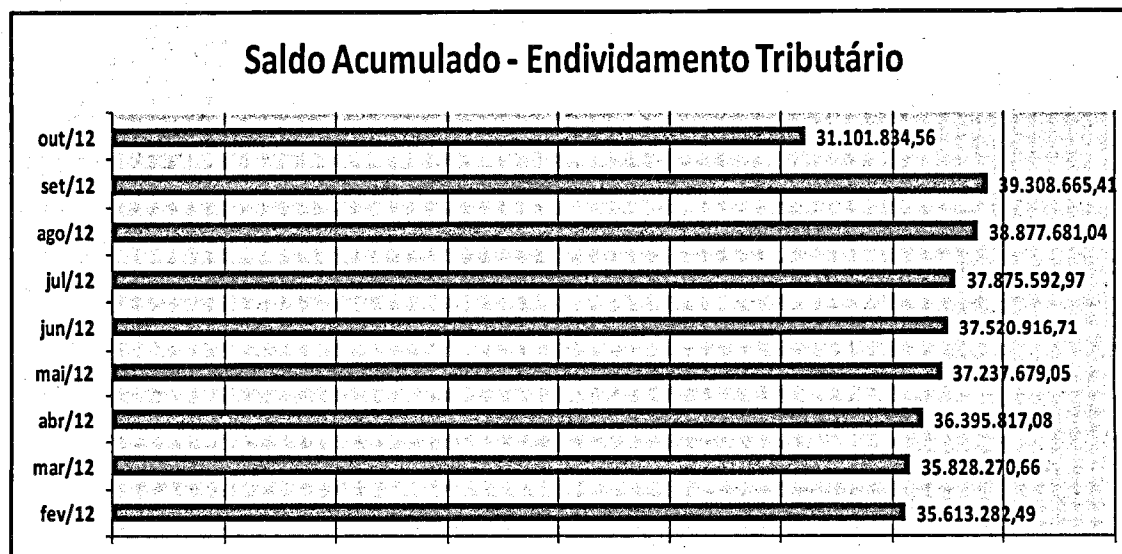 Saldo Acumulado - Endividamento Tributário
out/12 31.101.834,56
set/12 39.308.665,41
ago/12 38.877.681,04
jul/12 37.875.592,97
jun/12 37.520.916,71
mai/12 37.237.679,05
abr/12 36.395.817,08
mar/12 35.828.270,66
fev/12 35.613.282,49